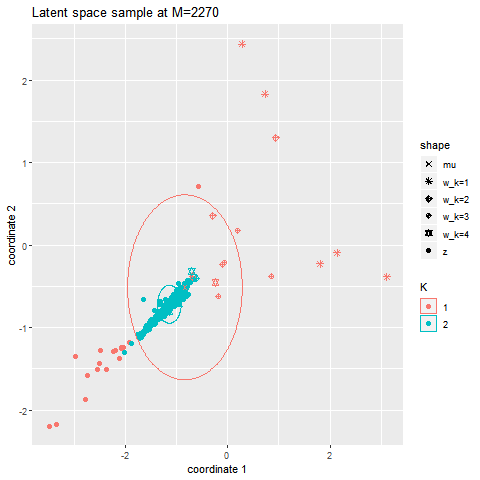 Latent space sample at M=2270
2
1
0
-1
-2
coordinate 2
-2
0
2
coordinate 1
shape
mu
w_k=1
w_k=2
w_k=3
w_k=4
z
K
1
2